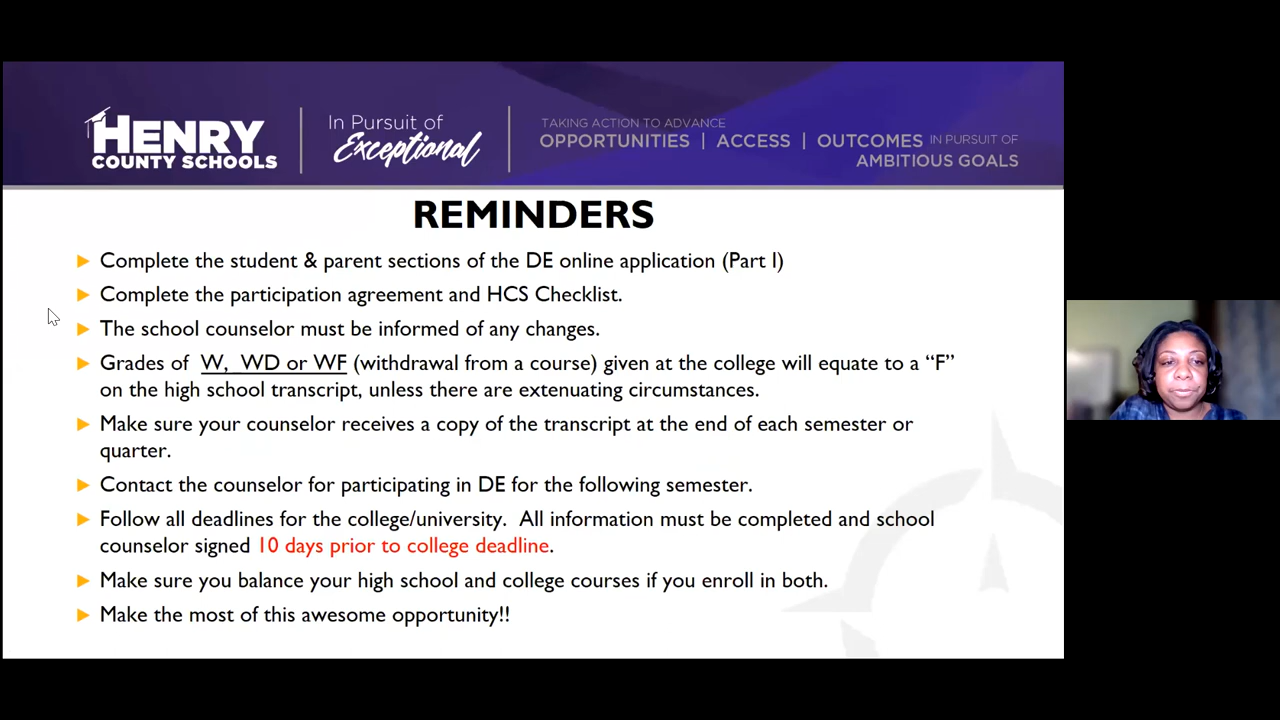 HENRY
COUNTY SCHOOLS
In Pursuit of
Exceptional
TAKING ACTION TO ADVANCE
OPPORTUNITIES | ACCESS | OUTCOMES IN PURSUIT OF
AMBITIOUS GOALS
REMINDERS
Complete the student & parent sections of the DE online application (Part I)
Complete the participation agreement and HCS Checklist.
The school counselor must be informed of any changes.
Grades of W, WD or WF (withdrawal from a course) given at the college will equate to a “F”
on the high school transcript, unless there are extenuating circumstances.
Make sure your counselor receives a copy of the transcript at the end of each semester or
quarter.
Contact the counselor for participating in DE for the following semester.
Follow all deadlines for the college/university. All information must be completed and school
counselor signed 10 days prior to college deadline.
Make sure you balance your high school and college courses if you enroll in both.
Make the most of this awesome opportunity!!